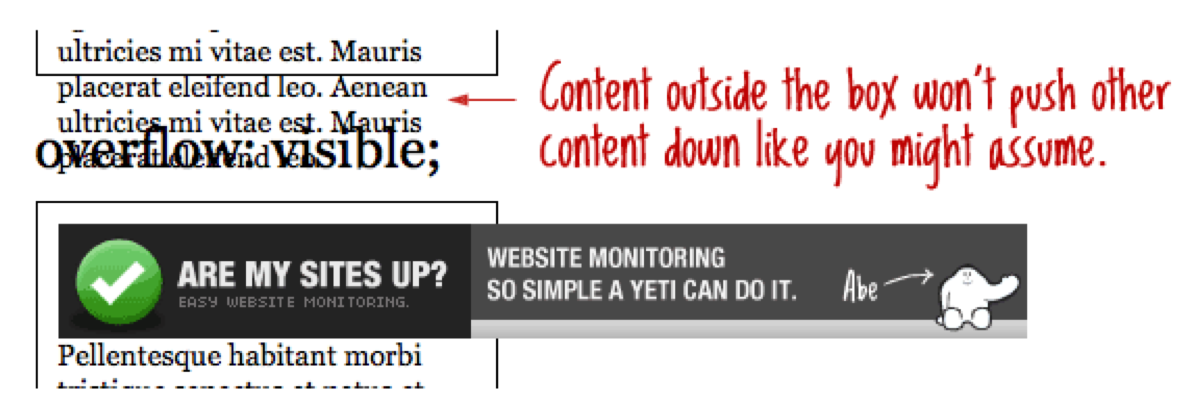 ultricies mi vitae est. Mauris
placerat eleifend leo. Aenean
ultricies mi vitae est. Mauris
placerat eleifend leo.
overflow: visible;
Content outside the box won't push other
content down like you might assume.
ARE MY SITES UP?
EASY WEBSITE MONITORING.
WEBSITE MONITORING
SO SIMPLE A YETI CAN DO IT.
Abe
Pellentesque habitant morbi